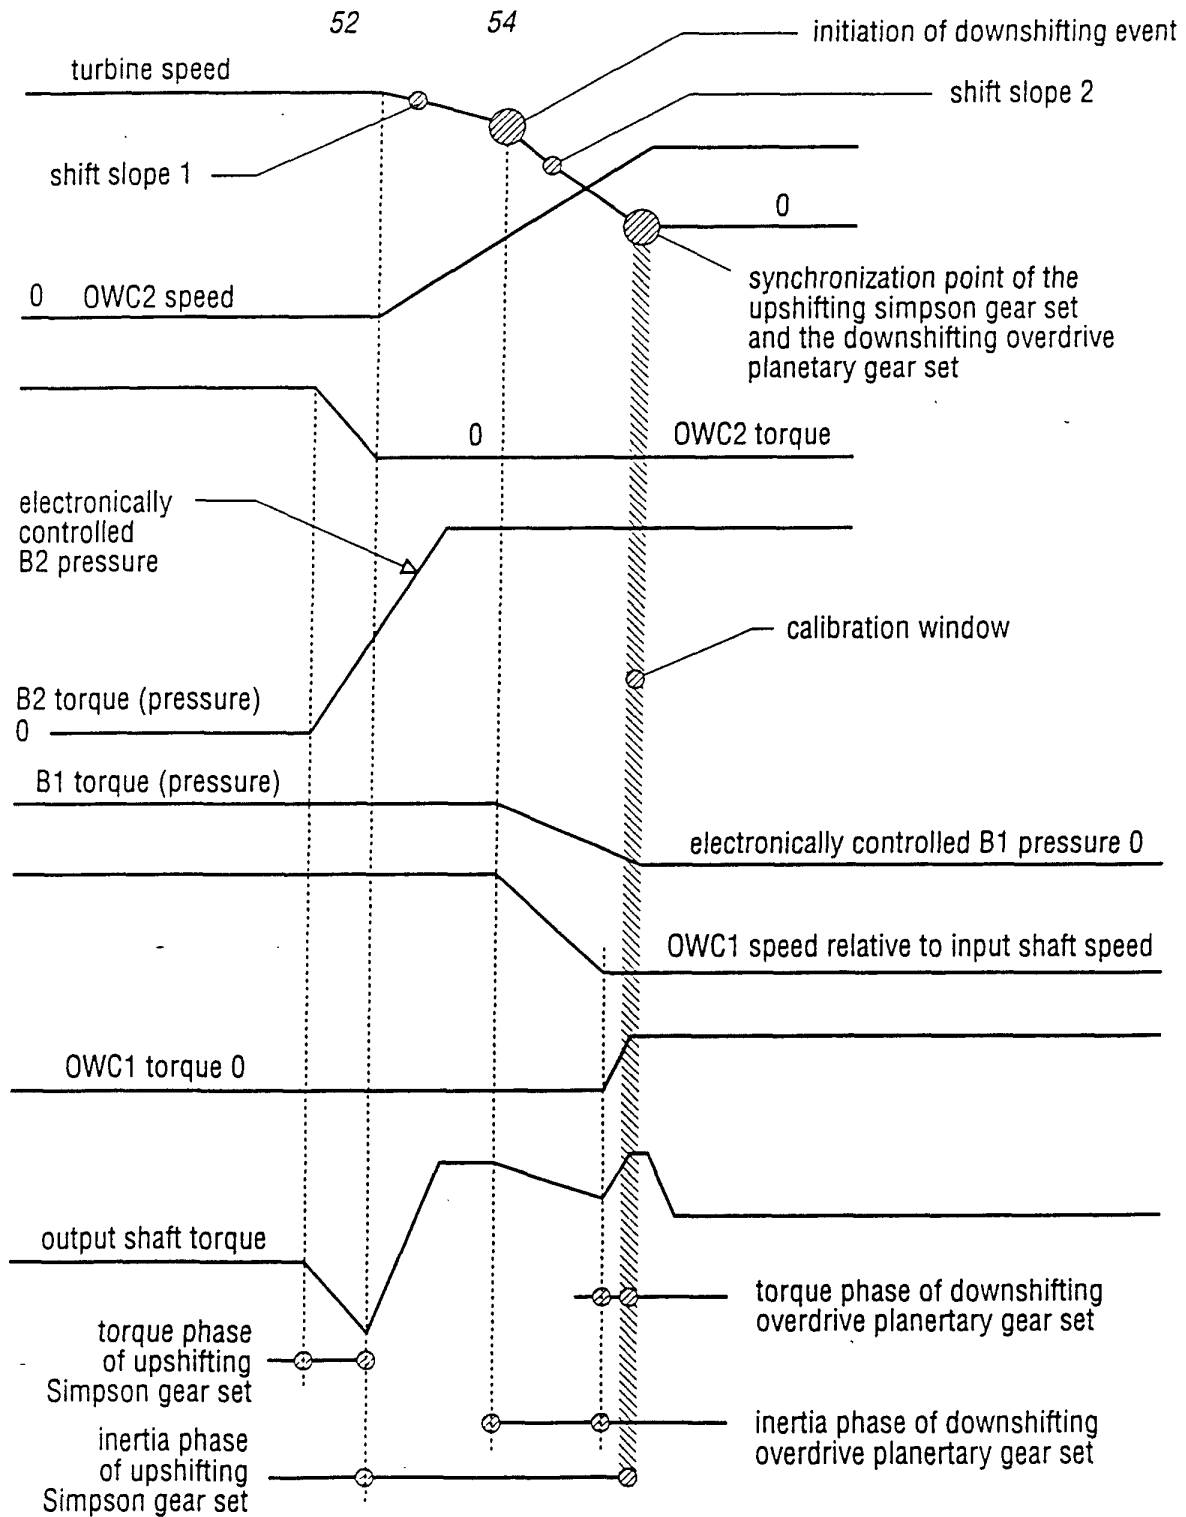 52
54
initiation of downshifting event
turbine speed
shift slope 2
shift slope 1
0
0 OWC2 speed
synchronization point of the
upshifting simpson gear set
and the downshifting overdrive
planetary gear set
0
OWC2 torque
electronically
controlled
B2 pressure
calibration window
B2 torque (pressure)
0
B1 torque (pressure)
electronically controlled B1 pressure 0
OWC1 speed relative to input shaft speed
OWC1 torque 0
output shaft torque
torque phase of downshifting
overdrive planertary gear set
torque phase
of upshifting
Simpson gear set
inertia phase of downshifting
overdrive planertary gear set
inertia phase
of upshifting
Simpson gear set